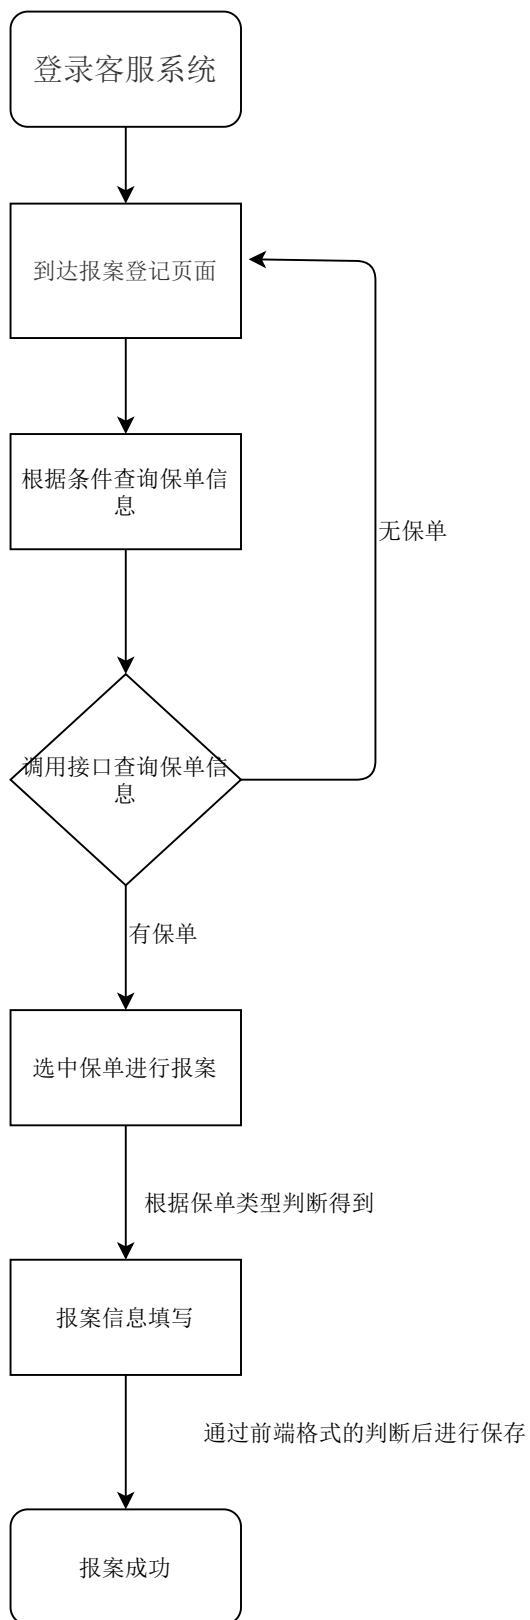 登录客服系统
到达报案登记页面
根据条件查询保单信
息
无保单
调用接口查询保单信
息
有保单
选中保单进行报案
根据保单类型判断得到
报案信息填写
通过前端格式的判断后进行保存
报案成功